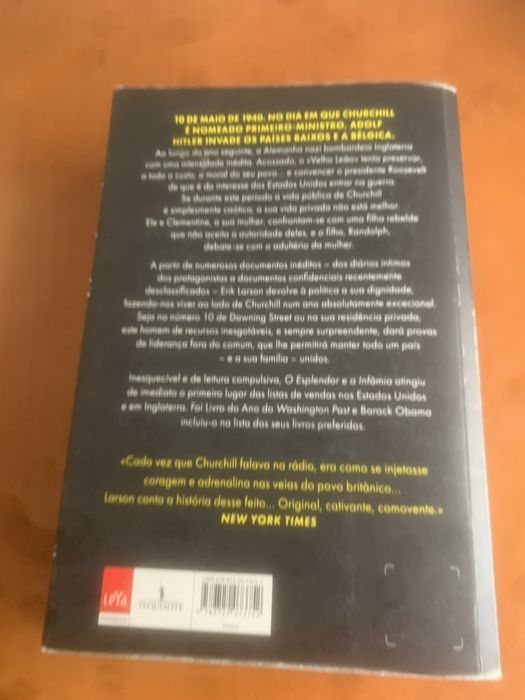 10 DE MAIO DE 1940. NO DIA EM QUE CHURCHILL
É NOMEADO PRIMEIRO-MINISTRO, ADOLF
HITLER INVADE OS PAÍSES BAIXOS E A BÉLGICA.
Ao longo do ano seguinte, a Alemanha nazi bombardeia Inglaterra
com uma intensidade inédita. Acossado, o «Velho Leão» tenta preservar,
a todo o custo, a moral do seu povo... e convencer o presidente Roosevelt
de que é do interesse dos Estados Unidos entrar na guerra.
Se durante este período a vida pública de Churchill
é simplesmente caótica, a sua vida privada não está melhor.
Ele e Clementine, a sua mulher, confrontam-se com uma filha rebelde
que não aceita a autoridade deles, e o filho, Randolph,
debate-se com o adultério da mulher.
A partir de numerosos documentos inéditos – dos diários íntimos
dos protagonistas a documentos confidenciais recentemente
desclassificados – Erik Larson devolve à política a sua dignidade,
fazendo-nos viver ao lado de Churchill num ano absolutamente excecional.
Seja no número 10 de Downing Street ou na sua residência privada,
este homem de recursos inesgotáveis, e sempre surpreendente, dará provas
de liderança fora do comum, que lhe permitirá manter todo um país
– e a sua família – unidos.
Inesquecível e de leitura compulsiva, O Esplendor e a Infâmia atingiu
de imediato o primeiro lugar das listas de vendas nos Estados Unidos
e em Inglaterra. Foi Livro do Ano do Washington Post e Barack Obama
incluiu-o na lista dos seus livros preferidos.
«Cada vez que Churchill falava na rádio, era como se injetasse
coragem e adrenalina nas veias do povo britânico...
Larson conta a história desse feito... Original, cativante, comovente.»
NEW YORK TIMES
LeYa
D.QUIXOTE